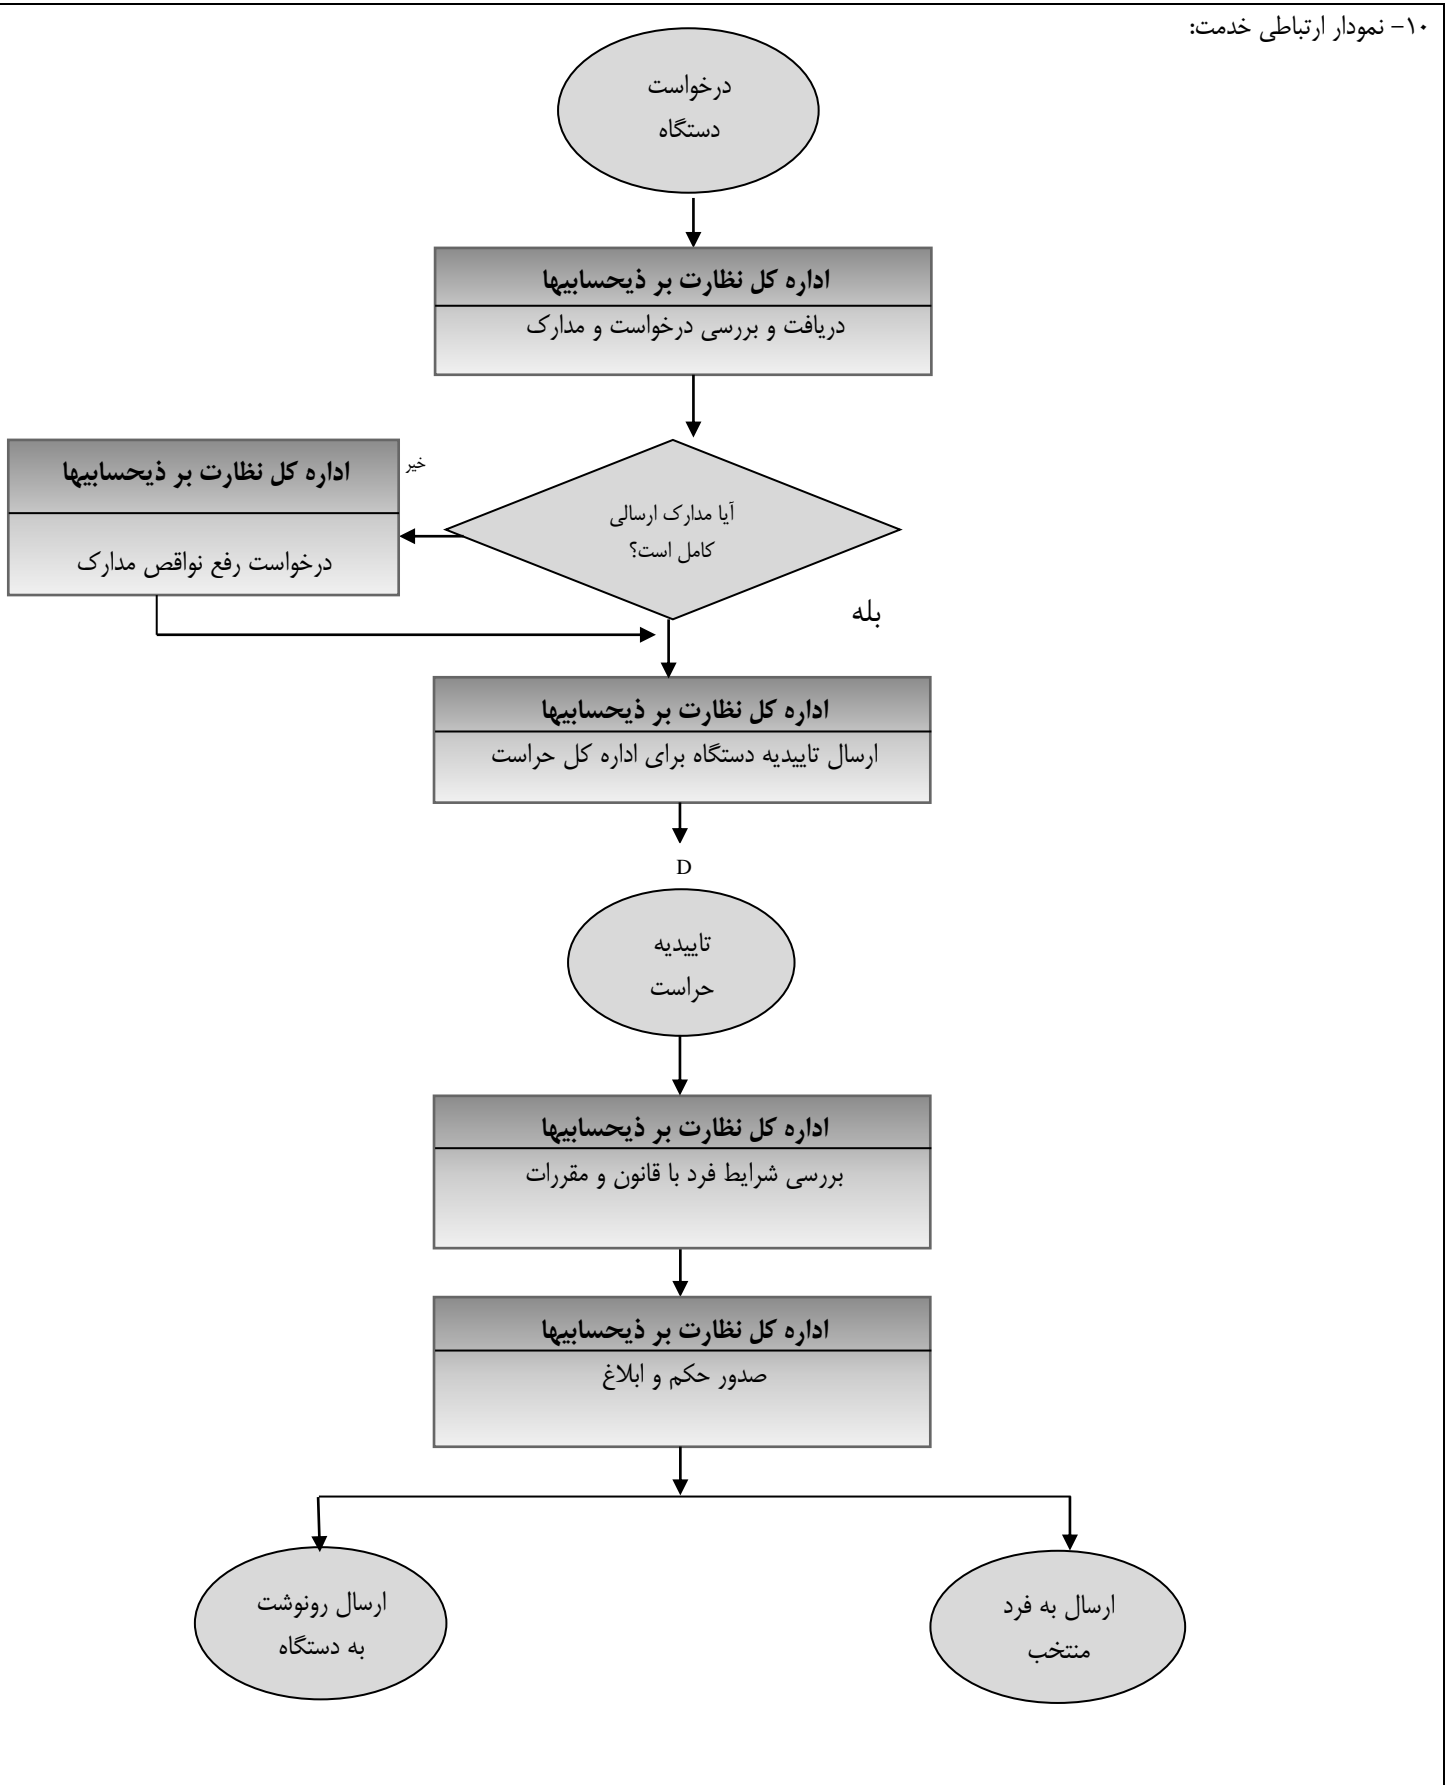 ۱۰- نمودار ارتباطی خدمت:
درخواست
دستگاه
اداره کل نظارت بر ذیحسابیها
دریافت و بررسی درخواست و مدارک
آیا مدارک ارسالی
کامل است؟
خیر
اداره کل نظارت بر ذیحسابیها
درخواست رفع نواقص مدارک
بله
اداره کل نظارت بر ذیحسابیها
ارسال تاییدیه دستگاه برای اداره کل حراست
D
تاییدیه
حراست
اداره کل نظارت بر ذیحسابیها
بررسی شرایط فرد با قانون و مقررات
اداره کل نظارت بر ذیحسابیها
صدور حکم و ابلاغ
ارسال به فرد
منتخب
ارسال رونوشت
به دستگاه